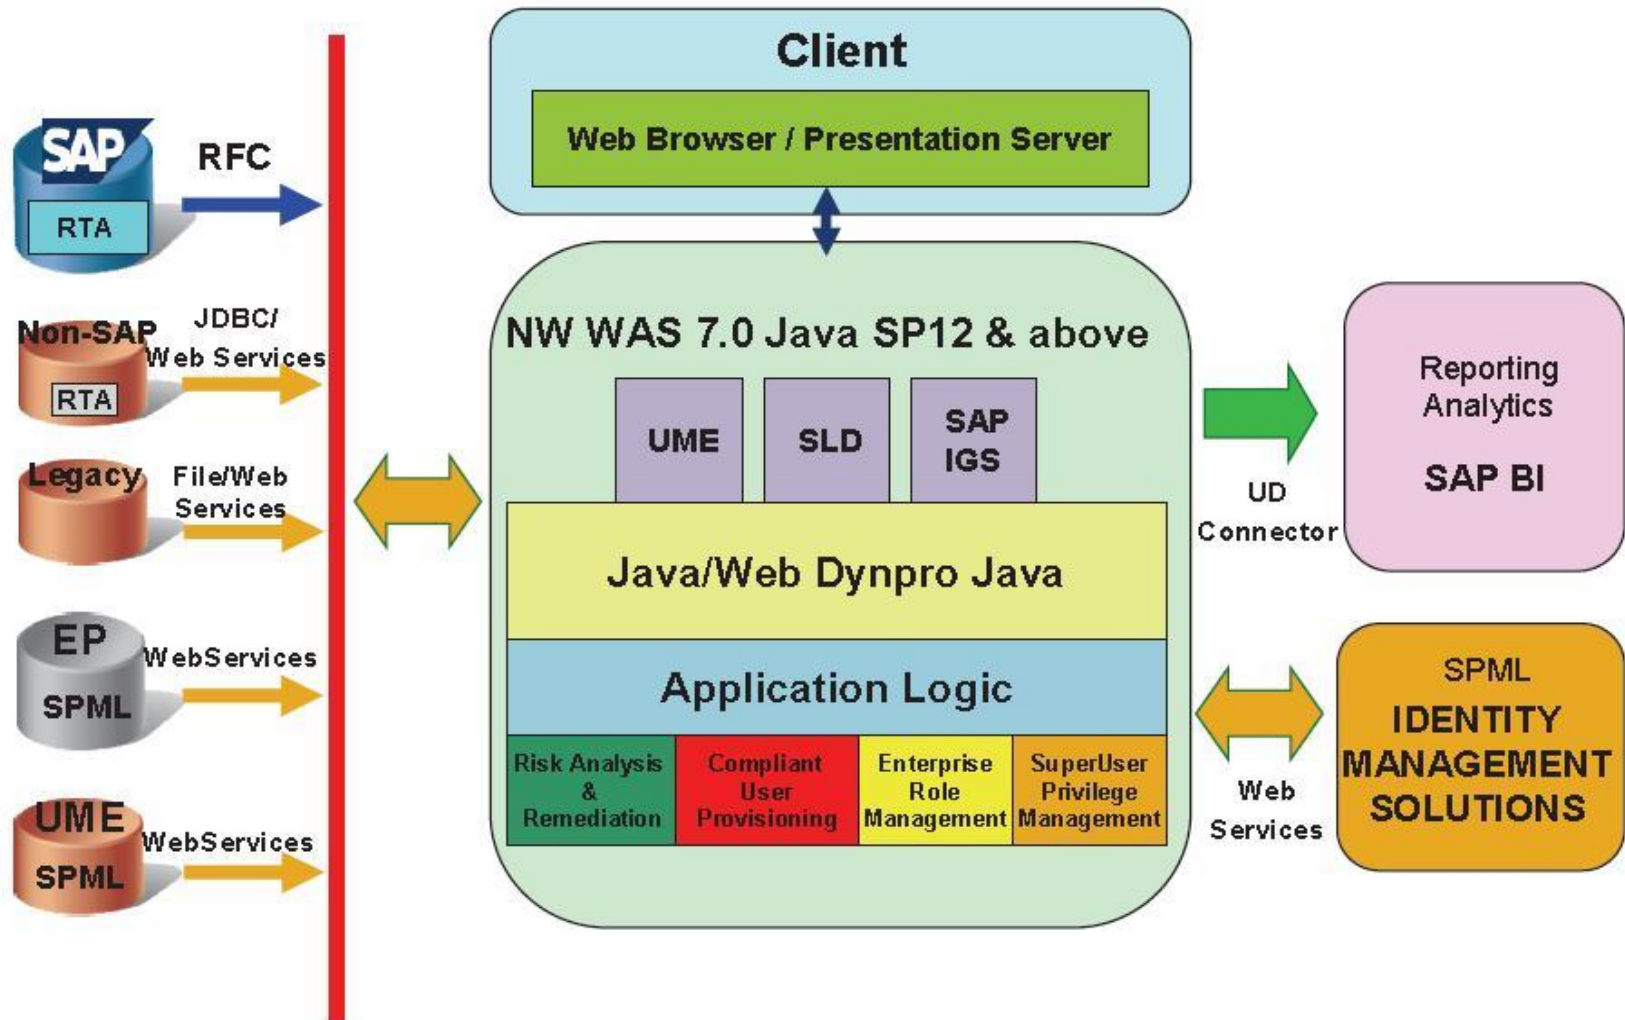 Client
Web Browser / Presentation Server
SAP
RTA
RFC
Non-SAP
RTA
JDBC/
Web Services
Legacy
File/Web
Services
EP
SPML
WebServices
UME
SPML
WebServices
NW WAS 7.0 Java SP12 & above
UME
SLD
SAP
IGS
Java/Web Dynpro Java
Application Logic
Risk Analysis
&
Remediation
Compliant
User
Provisioning
Enterprise
Role
Management
SuperUser
Privilege
Management
UD
Connector
Reporting
Analytics
SAP BI
Web
Services
SPML
IDENTITY
MANAGEMENT
SOLUTIONS